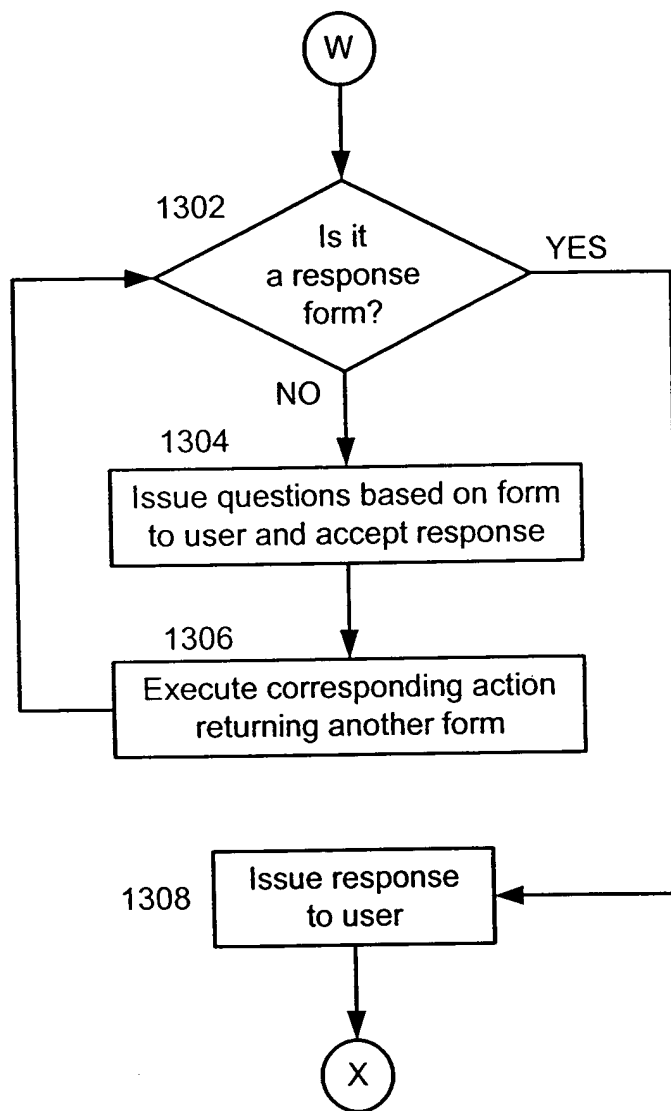 W
1302
Is it
a response
form?
YES
NO
1304
Issue questions based on form
to user and accept response
1306
Execute corresponding action
returning another form
1308
Issue response
to user
X